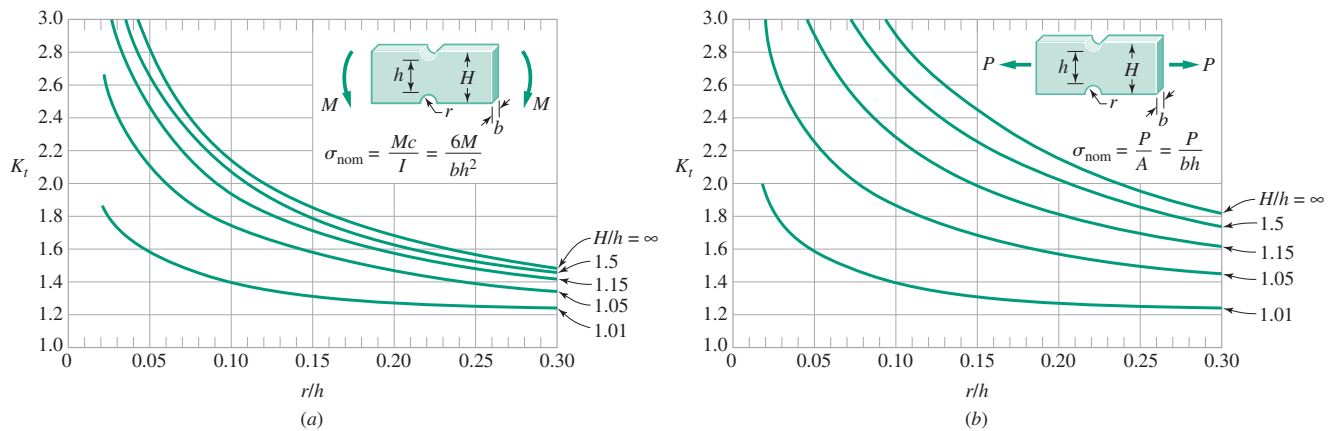 3.0
2.8
2.6
2.4
2.2
K_t
2.0
1.8
1.6
1.4
1.2
1.0
0 0.05 0.10 0.15 0.20 0.25 0.30
r/h
(a)
M
h
H
r
b
M
σ_nom = Mc/I = 6M/bh²
H/h = ∞
1.5
1.15
1.05
1.01
3.0
2.8
2.6
2.4
2.2
K_t
2.0
1.8
1.6
1.4
1.2
1.0
0 0.05 0.10 0.15 0.20 0.25 0.30
r/h
(b)
P
h
H
P
r
b
σ_nom = P/A = P/bh
H/h = ∞
1.5
1.15
1.05
1.01